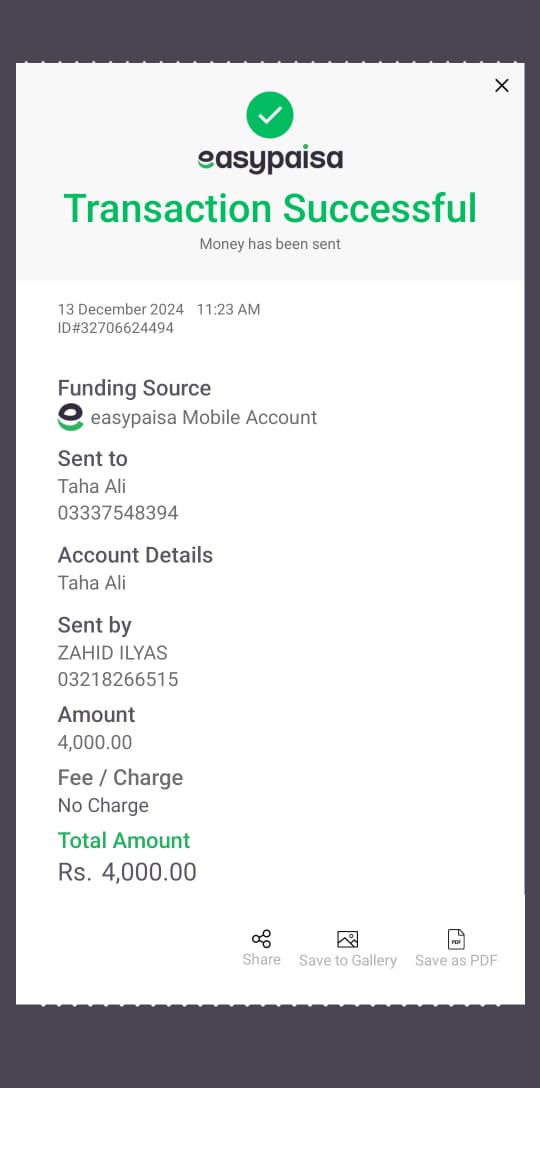 easypaisa
Transaction Successful
Money has been sent
13 December 2024 11:23 AM
ID#32706624494
Funding Source
easypaisa Mobile Account
Sent to
Taha Ali
03337548394
Account Details
Taha Ali
Sent by
ZAHID ILYAS
03218266515
Amount
4,000.00
Fee / Charge
No Charge
Total Amount
Rs. 4,000.00
Share
Save to Gallery
PDF
Save as PDF